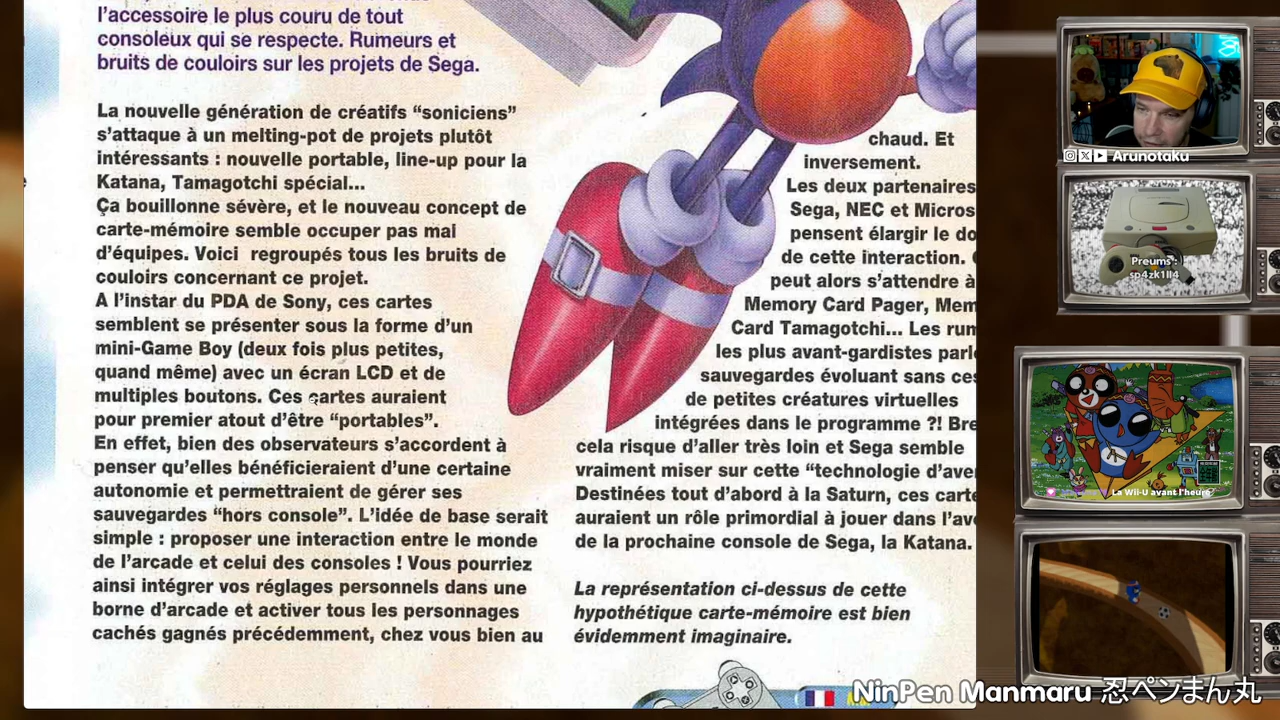 l'accessoire le plus couru de tout
consoleux qui se respecte. Rumeurs et
bruits de couloirs sur les projets de Sega.
La nouvelle génération de créatifs “soniciens”
s'attaque à un melting-pot de projets plutôt
intéressants : nouvelle portable, line-up pour la
Katana, Tamagotchi spécial...
Ça bouillonne sévère, et le nouveau concept de
carte-mémoire semble occuper pas mal
d'équipes. Voici regroupés tous les bruits de
couloirs concernant ce projet.
A l'instar du PDA de Sony, ces cartes
semblent se présenter sous la forme d'un
mini-Game Boy (deux fois plus petites,
quand même) avec un écran LCD et de
multiples boutons. Ces cartes auraient
pour premier atout d'être “portables”.
En effet, bien des observateurs s'accordent à
penser qu'elles bénéficieraient d'une certaine
autonomie et permettraient de gérer ses
sauvegardes “hors console”. L'idée de base serait
simple : proposer une interaction entre le monde
de l'arcade et celui des consoles ! Vous pourriez
ainsi intégrer vos réglages personnels dans une
borne d'arcade et activer tous les personnages
cachés gagnés précédemment, chez vous bien au
chaud. Et
inversement.
Les deux partenaires
Sega, NEC et Micros
pensent élargir le do
de cette interaction.
peut alors s'attendre à
Memory Card Pager, Mem
Card Tamagotchi... Les rum
les plus avant-gardistes parl
sauvegardes évoluant sans ces
de petites créatures virtuelles
intégrées dans le programme ?! Bre
cela risque d'aller très loin et Sega semble
vraiment miser sur cette “technologie d'ave
Destinées tout d'abord à la Saturn, ces carte
auraient un rôle primordial à jouer dans l'ave
de la prochaine console de Sega, la Katana.
La représentation ci-dessus de cette
hypothétique carte-mémoire est bien
évidemment imaginaire.
Arunotaku
Preums :
sp4zk1ll4
La Wii-U avant l'heure
NinPen Manmaru 忍ペンまん丸